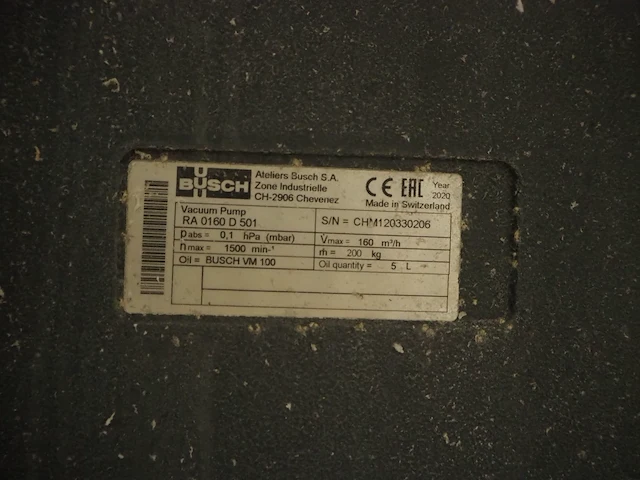 BUSCH
Ateliers Busch S.A.
Zone Industrielle
CH-2906 Chevenez
CE EAC Year 2020
Made in Switzerland
Vacuum Pump
RA 0160 D 501
S/N = CHM120330206
p abs = 0,1 hPa (mbar)
V̇max = 160 m³/h
n max = 1500 min-¹
m = 200 kg
Oil = BUSCH VM 100
Oil quantity = 5 L